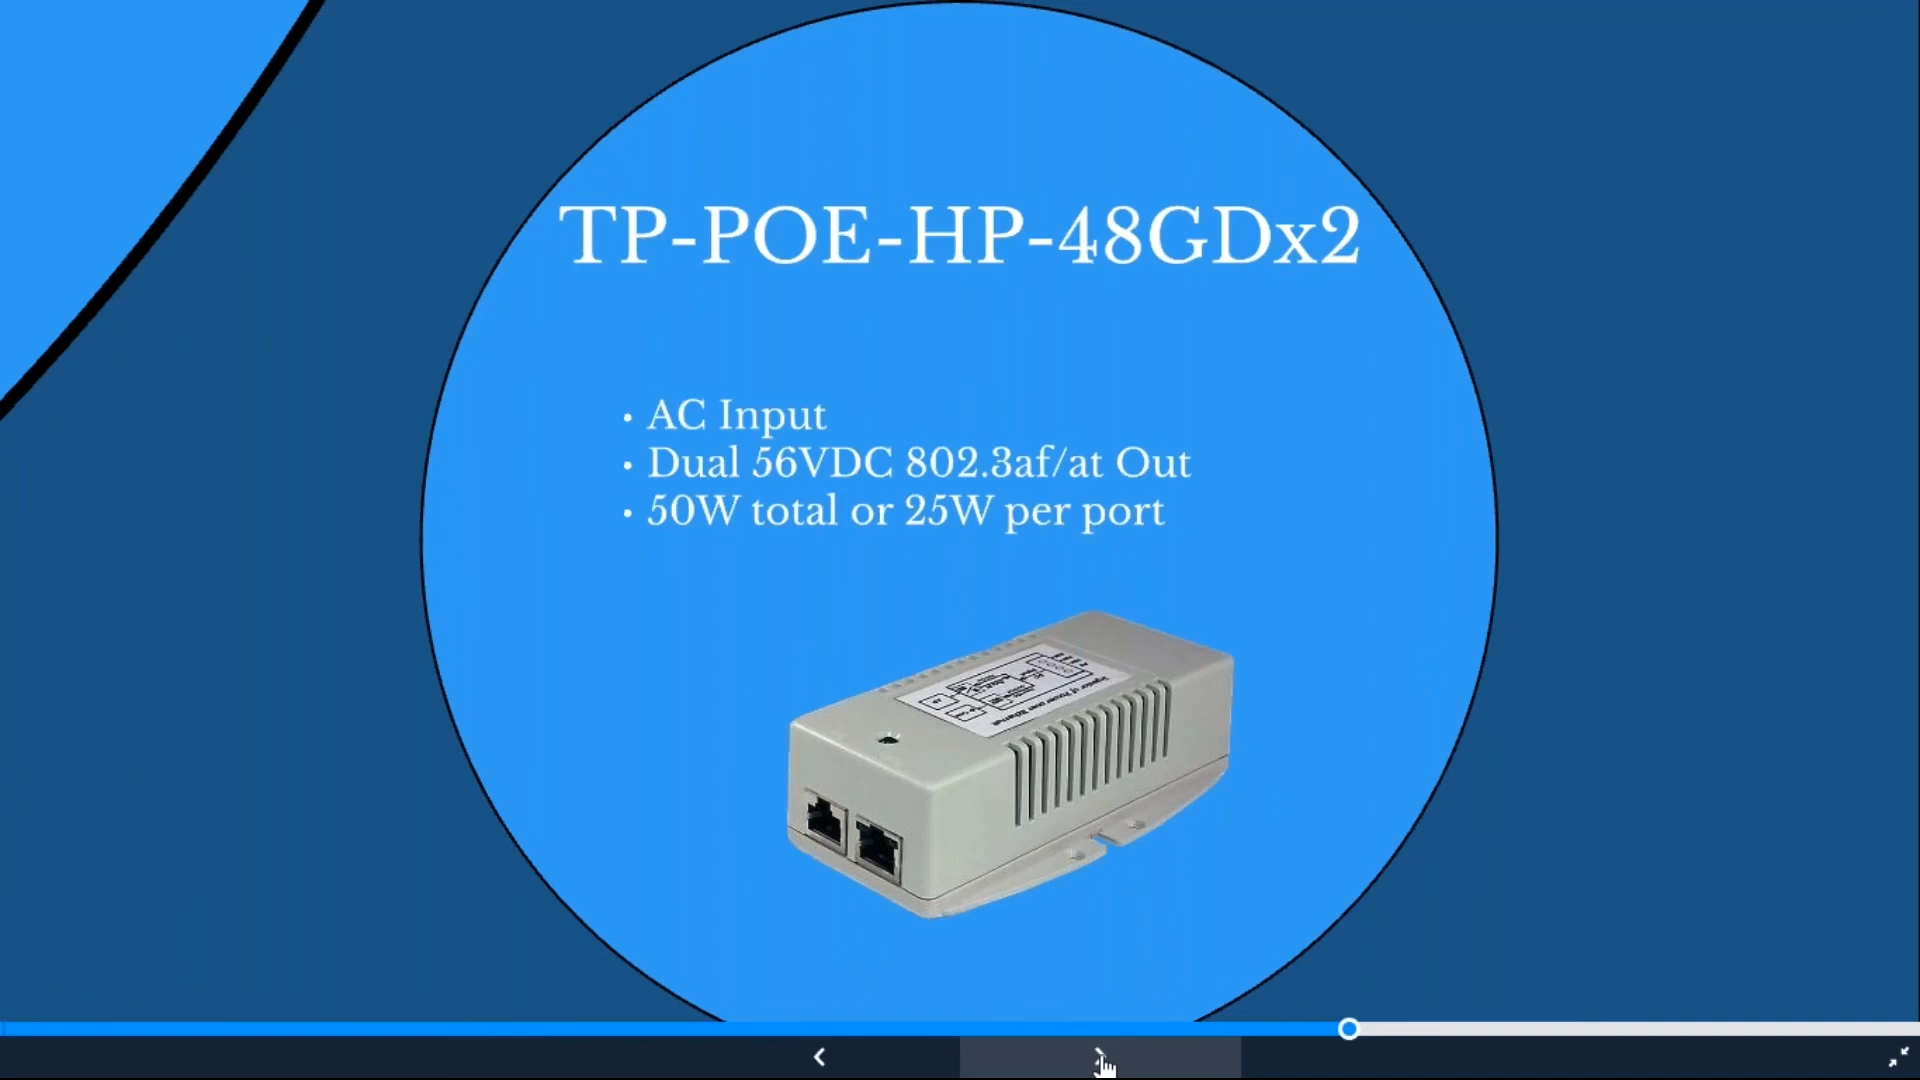 TP-POE-HP-48GDx2
• AC Input
• Dual 56VDC 802.3af/at Out
• 50W total or 25W per port